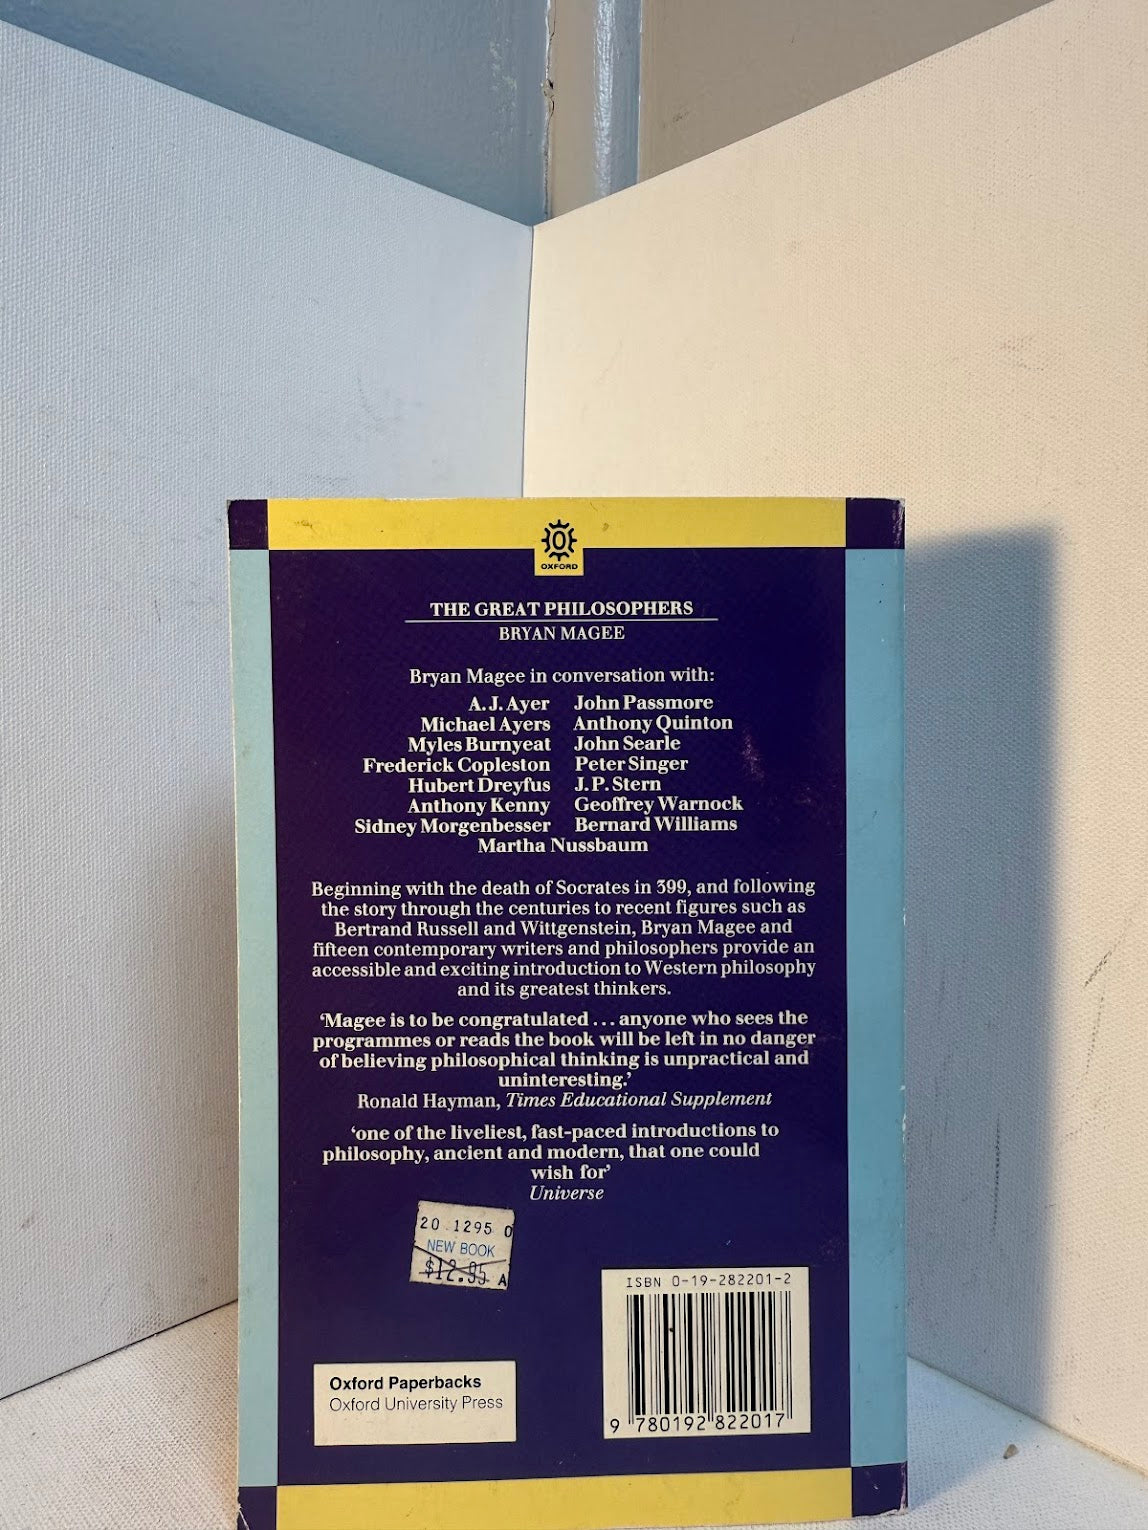 OXFORD
THE GREAT PHILOSOPHERS
BRYAN MAGEE
Bryan Magee in conversation with:
A. J. Ayer John Passmore
Michael Ayers Anthony Quinton
Myles Burnyeat John Searle
Frederick Copleston Peter Singer
Hubert Dreyfus J. P. Stern
Anthony Kenny Geoffrey Warnock
Sidney Morgenbesser Bernard Williams
Martha Nussbaum
Beginning with the death of Socrates in 399, and following
the story through the centuries to recent figures such as
Bertrand Russell and Wittgenstein, Bryan Magee and
fifteen contemporary writers and philosophers provide an
accessible and exciting introduction to Western philosophy
and its greatest thinkers.
‘Magee is to be congratulated . . . anyone who sees the
programmes or reads the book will be left in no danger
of believing philosophical thinking is unpractical and
uninteresting.’
Ronald Hayman, Times Educational Supplement
‘one of the liveliest, fast-paced introductions to
philosophy, ancient and modern, that one could
wish for’
Universe
20 .1295 0
NEW BOOK
$12.95 A
ISBN 0-19-282201-2
9 780192 822017
Oxford Paperbacks
Oxford University Press